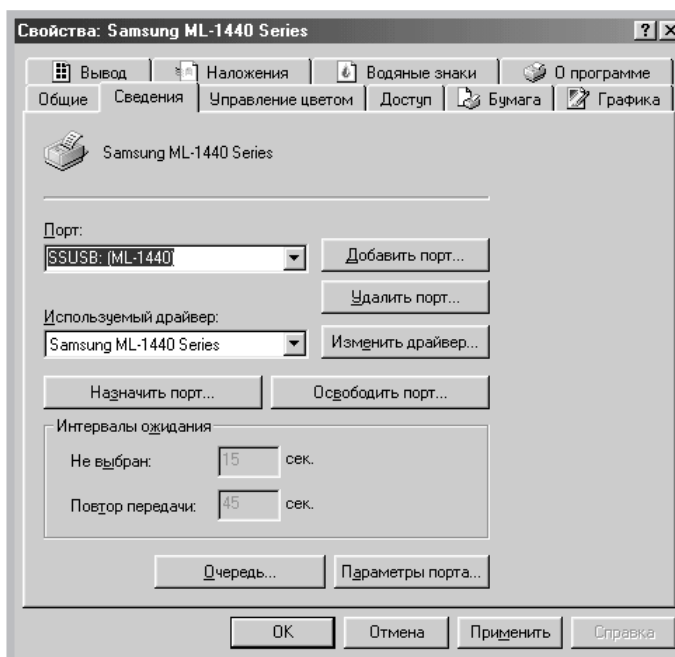 Свойства: Samsung ML-1440 Series
Вывод Наложения Водяные знаки О программе
Общие Сведения Управление цветом Доступ Бумага Графика
Samsung ML-1440 Series
Порт:
SSUSB: (ML-1440)
Добавить порт...
Удалить порт...
Используемый драйвер:
Samsung ML-1440 Series
Изменить драйвер...
Назначить порт... Освободить порт...
Интервалы ожидания
Не выбран: 15 сек.
Повтор передачи: 45 сек.
Очередь... Параметры порта...
OK Отмена Применить Справка